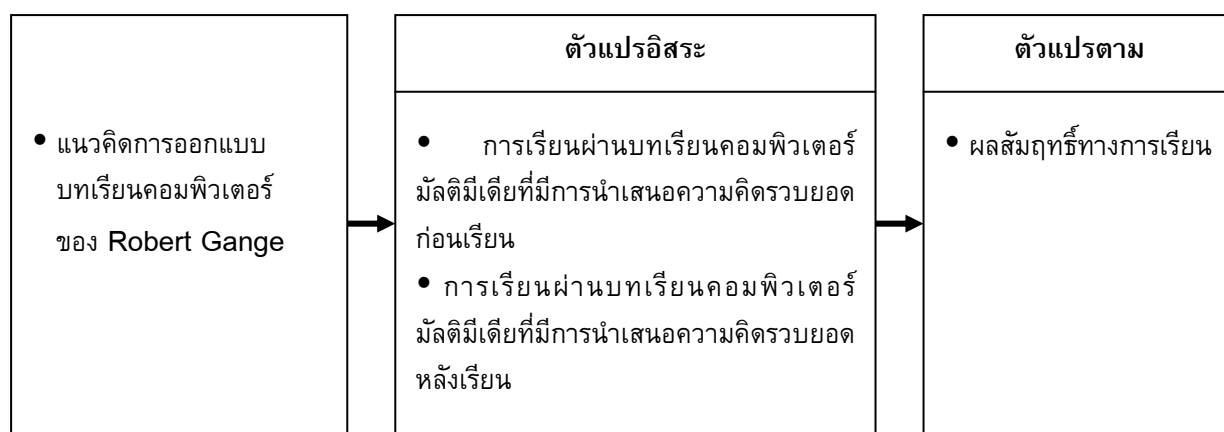 • แนวคิดการออกแบบ
บทเรียนคอมพิวเตอร์
ของ Robert Gange
ตัวแปรอิสระ
• การเรียนผ่านบทเรียนคอมพิวเตอร์
มัลติมีเดียที่มีการนำเสนอความคิดรวบยอด
ก่อนเรียน
• การเรียนผ่านบทเรียนคอมพิวเตอร์
มัลติมีเดียที่มีการนำเสนอความคิดรวบยอด
หลังเรียน
ตัวแปรตาม
• ผลสัมฤทธิ์ทางการเรียน